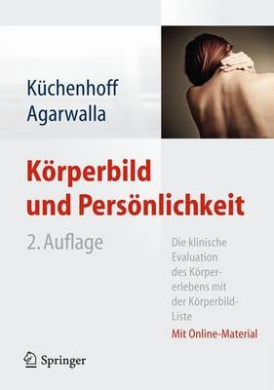 Küchenhoff
Agarwalla
Körperbild
und Persönlichkeit
2. Auflage
Die klinische
Evaluation
des Körper-
erlebens mit
der Körperbild-
Liste
Mit Online-Material
Springer